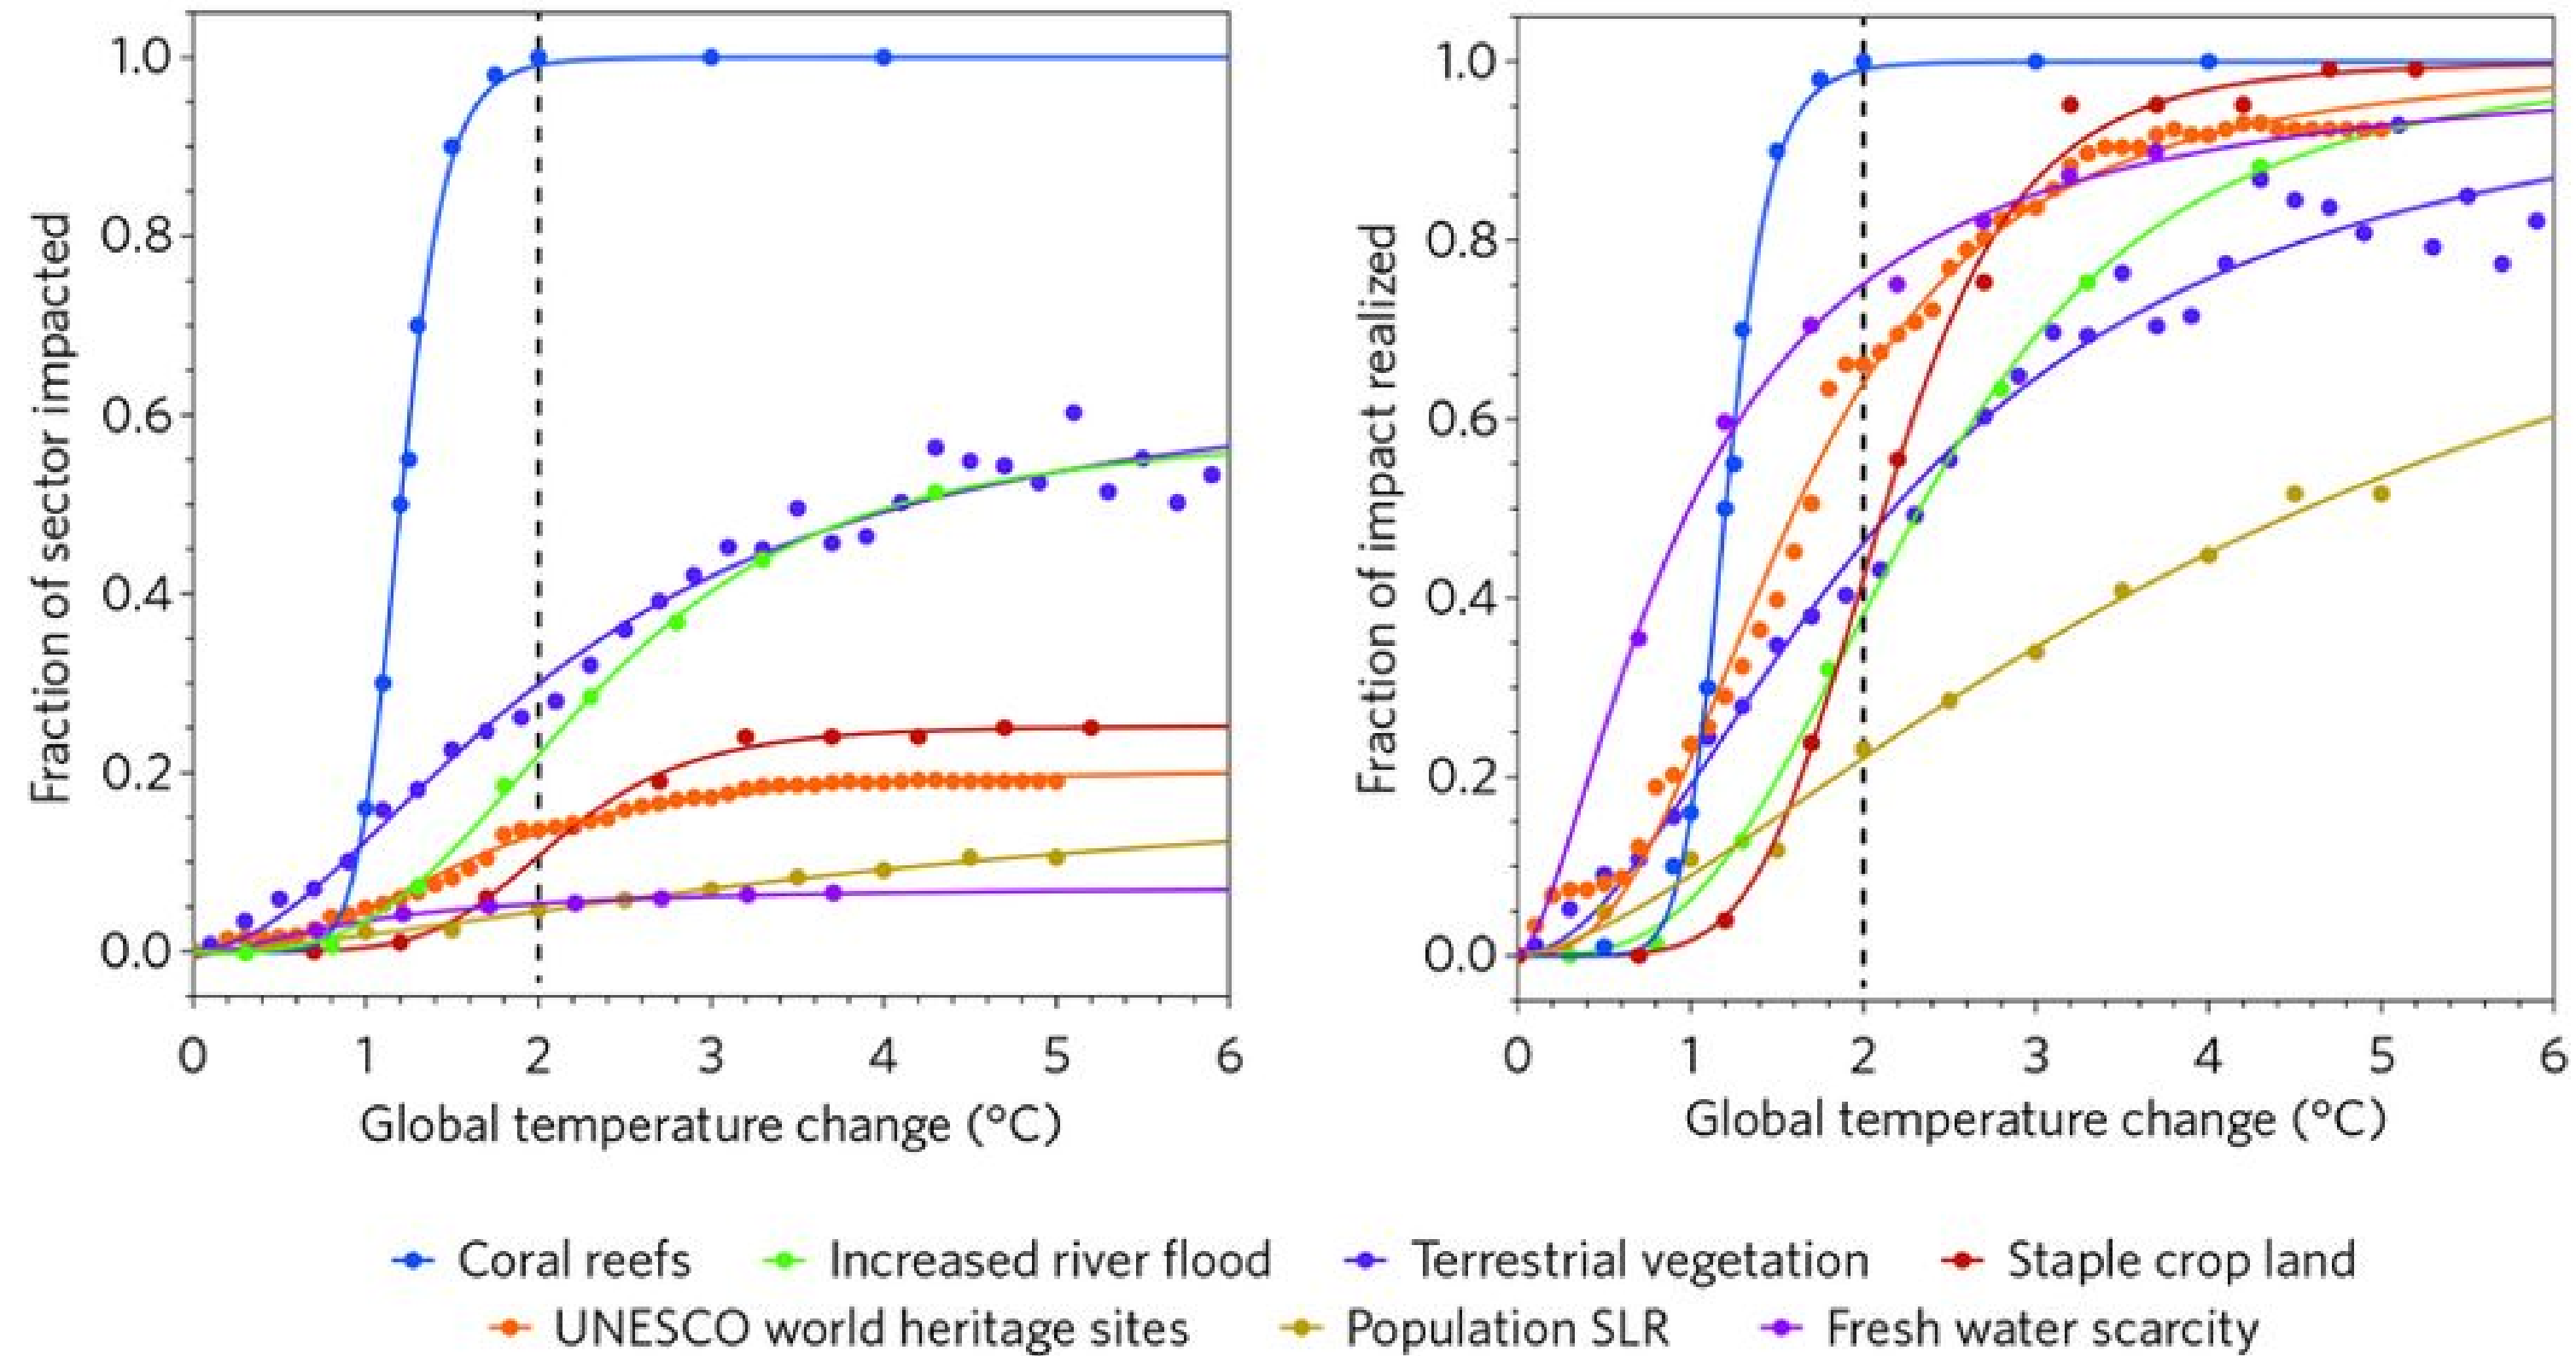 Fraction of sector impacted
1.0
0.8
0.6
0.4
0.2
0.0
0 1 2 3 4 5 6
Global temperature change (°C)
Fraction of impact realized
1.0
0.8
0.6
0.4
0.2
0.0
0 1 2 3 4 5 6
Global temperature change (°C)
Coral reefs Increased river flood Terrestrial vegetation Staple crop land
UNESCO world heritage sites Population SLR Fresh water scarcity